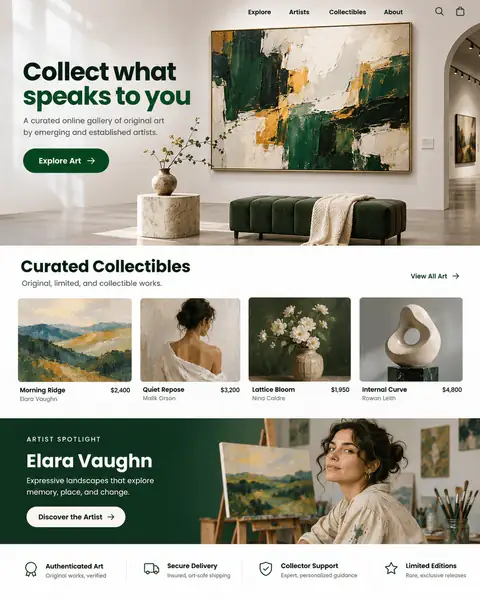 Explore Artists Collectibles About
Collect what
speaks to you
A curated online gallery of original art
by emerging and established artists.
Explore Art
Curated Collectibles
Original, limited, and collectible works.
View All Art
Morning Ridge $2,400
Elara Vaughn
Quiet Repose $3,200
Malik Orson
Lattice Bloom $1,950
Nina Caldre
Internal Curve $4,800
Rowan Leith
ARTIST SPOTLIGHT
Elara Vaughn
Expressive landscapes that explore
memory, place, and change.
Discover the Artist
Authenticated Art
Original works, verified
Secure Delivery
Insured, art-safe shipping
Collector Support
Expert, personalized guidance
Limited Editions
Rare, exclusive releases